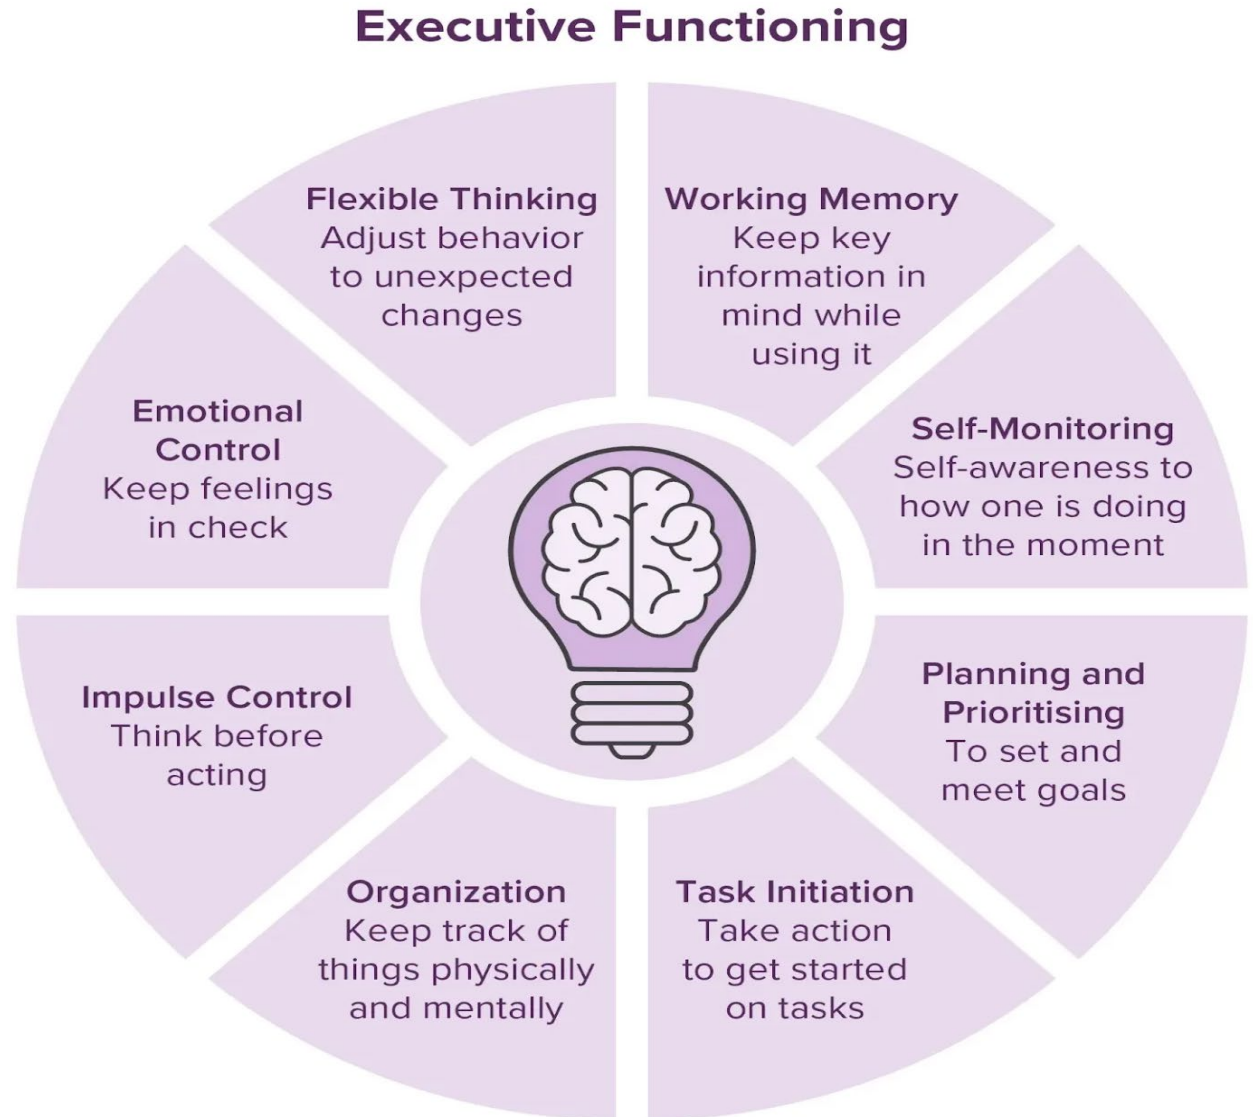 Executive Functioning
Flexible Thinking
Adjust behavior
to unexpected
changes
Working Memory
Keep key
information in
mind while
using it
Self-Monitoring
Self-awareness to
how one is doing
in the moment
Planning and
Prioritising
To set and
meet goals
Task Initiation
Take action
to get started
on tasks
Organization
Keep track of
things physically
and mentally
Impulse Control
Think before
acting
Emotional
Control
Keep feelings
in check